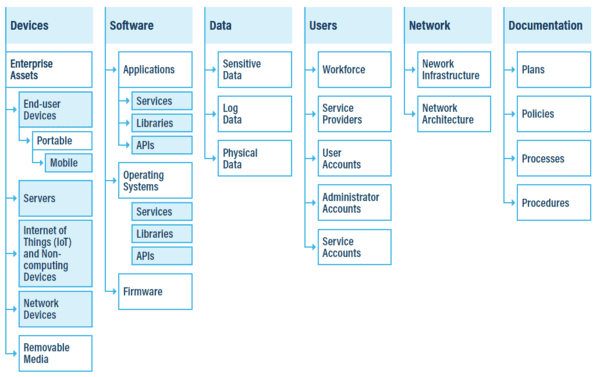 Devices
Enterprise
Assets
End-user
Devices
Portable
Mobile
Servers
Internet of
Things (IoT)
and Non-
computing
Devices
Network
Devices
Removable
Media
Software
Applications
Services
Libraries
APIs
Operating
Systems
Services
Libraries
APIs
Firmware
Data
Sensitive
Data
Log
Data
Physical
Data
Users
Workforce
Service
Providers
User
Accounts
Administrator
Accounts
Service
Accounts
Network
Nework
Infrastructure
Network
Architecture
Documentation
Plans
Policies
Processes
Procedures